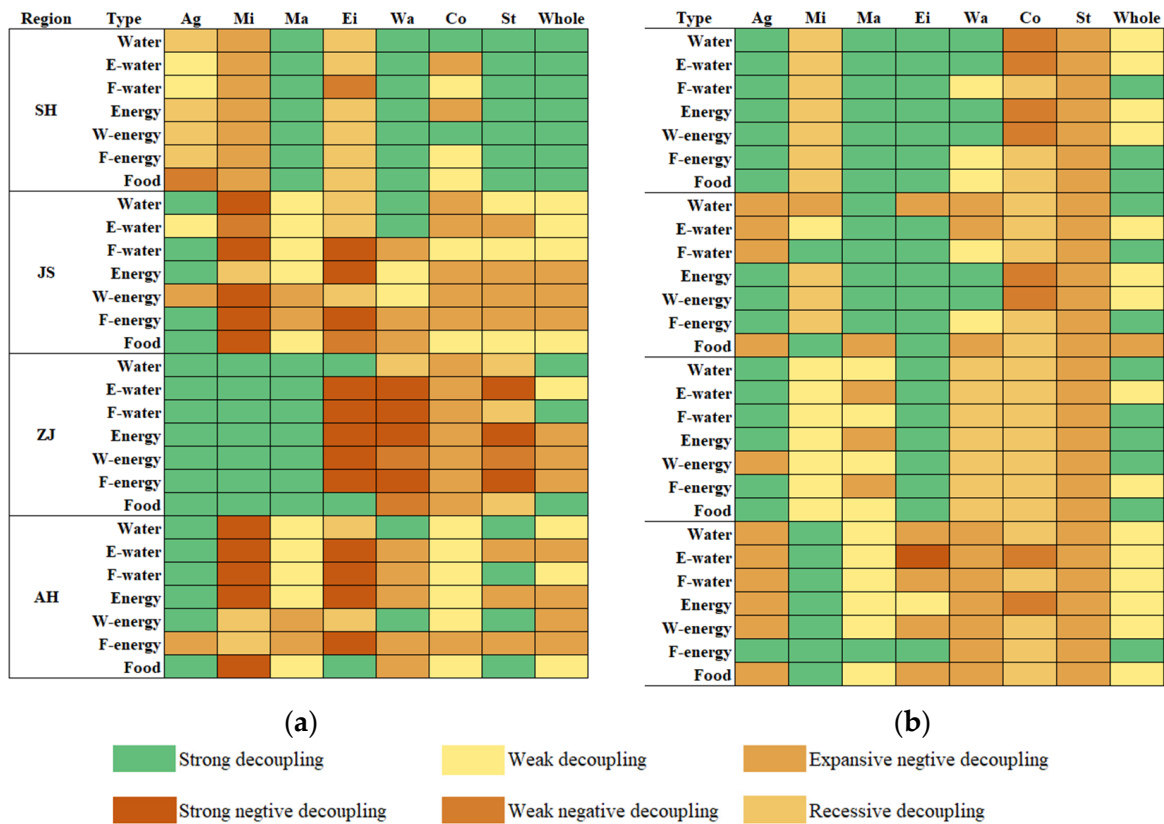 Region Type Ag Mi Ma Ei Wa Co St Whole
SH
Water
E-water
F-water
Energy
W-energy
F-energy
Food
JS
Water
E-water
F-water
Energy
W-energy
F-energy
Food
ZJ
Water
E-water
F-water
Energy
W-energy
F-energy
Food
AH
Water
E-water
F-water
Energy
W-energy
F-energy
Food
(a)
Type Ag Mi Ma Ei Wa Co St Whole
Water
E-water
F-water
Energy
W-energy
F-energy
Food
Water
E-water
F-water
Energy
W-energy
F-energy
Food
Water
E-water
F-water
Energy
W-energy
F-energy
Food
Water
E-water
F-water
Energy
W-energy
F-energy
Food
(b)
Strong decoupling
Weak decoupling
Expansive negtive decoupling
Strong negtive decoupling
Weak negative decoupling
Recessive decoupling